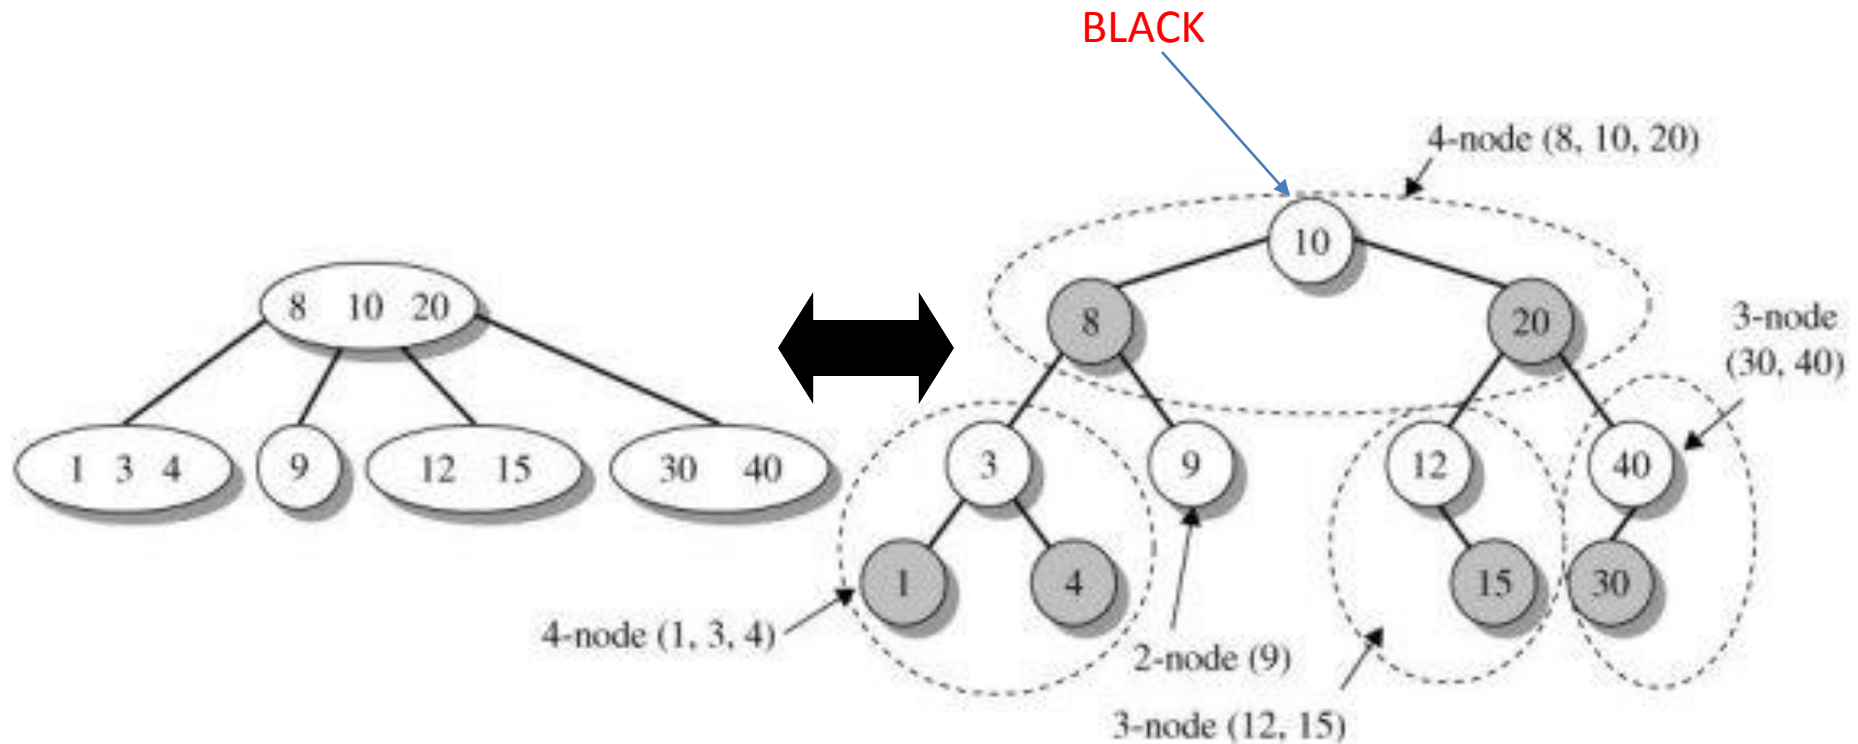 BLACK
4-node (8, 10, 20)
10
8 10 20
8
20
3-node
(30, 40)
1 3 4
9
12 15
30 40
3
9
12
40
1
4
15
30
4-node (1, 3, 4)
2-node (9)
3-node (12, 15)